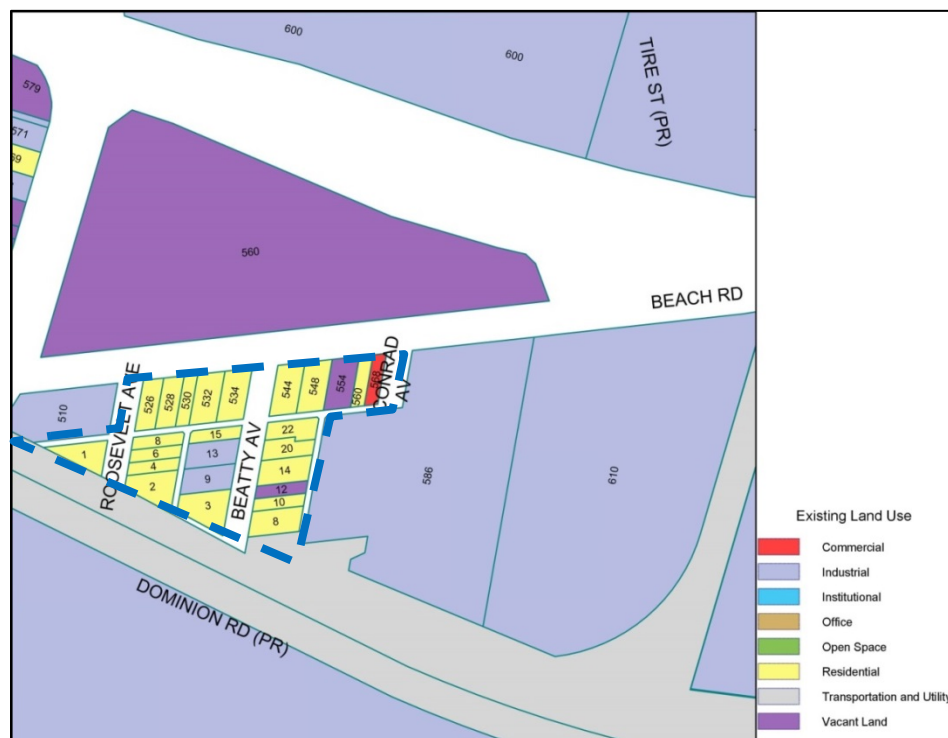 600
600
TIRE ST (PR)
579
571
69
560
BEACH RD
CONRAD AV
ROOSEVELT AVE
BEATTY AV
510
526
528
530
532
534
544
548
554
560
568
1
8
6
4
2
15
13
9
3
22
20
14
12
10
8
586
610
DOMINION RD (PR)
Existing Land Use
Commercial
Industrial
Institutional
Office
Open Space
Residential
Transportation and Utility
Vacant Land